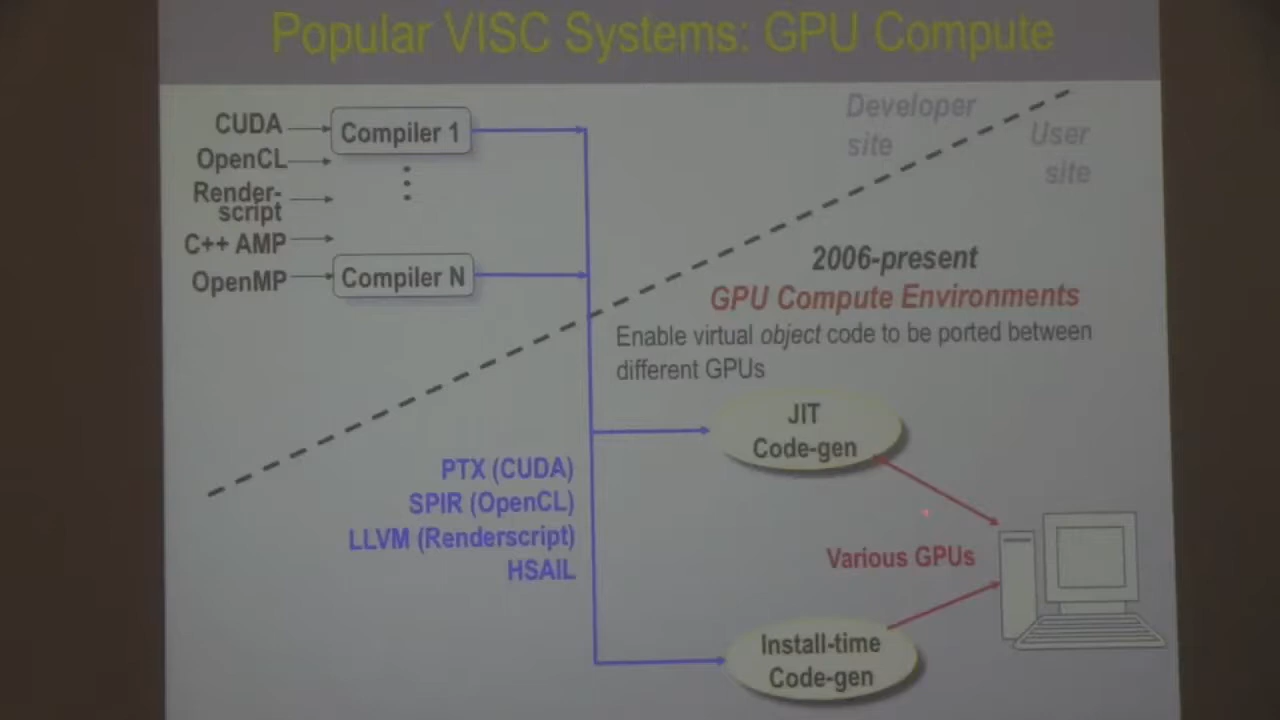 Popular VISC Systems: GPU Compute
CUDA
Compiler 1
OpenCL
Render-
script
C++ AMP
OpenMP
Compiler N
Developer
site
User
site
2006-present
GPU Compute Environments
Enable virtual object code to be ported between
different GPUs
JIT
Code-gen
PTX (CUDA)
SPIR (OpenCL)
LLVM (Renderscript)
HSAIL
Various GPUs
Install-time
Code-gen